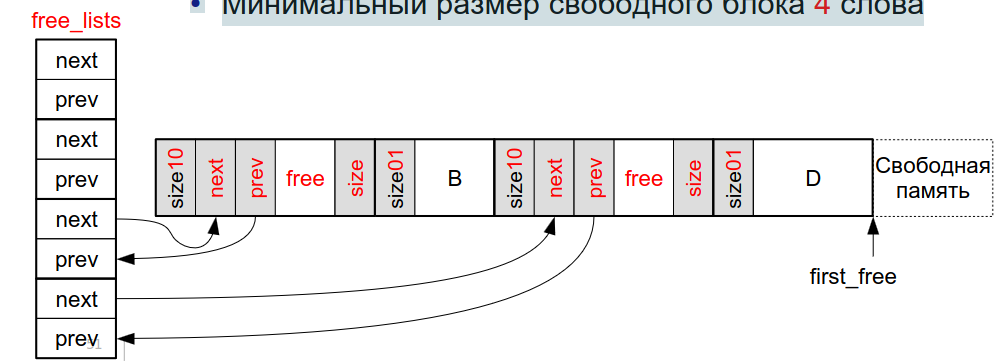 • Минимальный размер свободного блока 4 слова
free_lists
next
prev
next
prev
next
prev
next
prev
size10
next
prev
free
size
size01
B
size10
next
prev
free
size
size01
D
Свободная
память
first_free